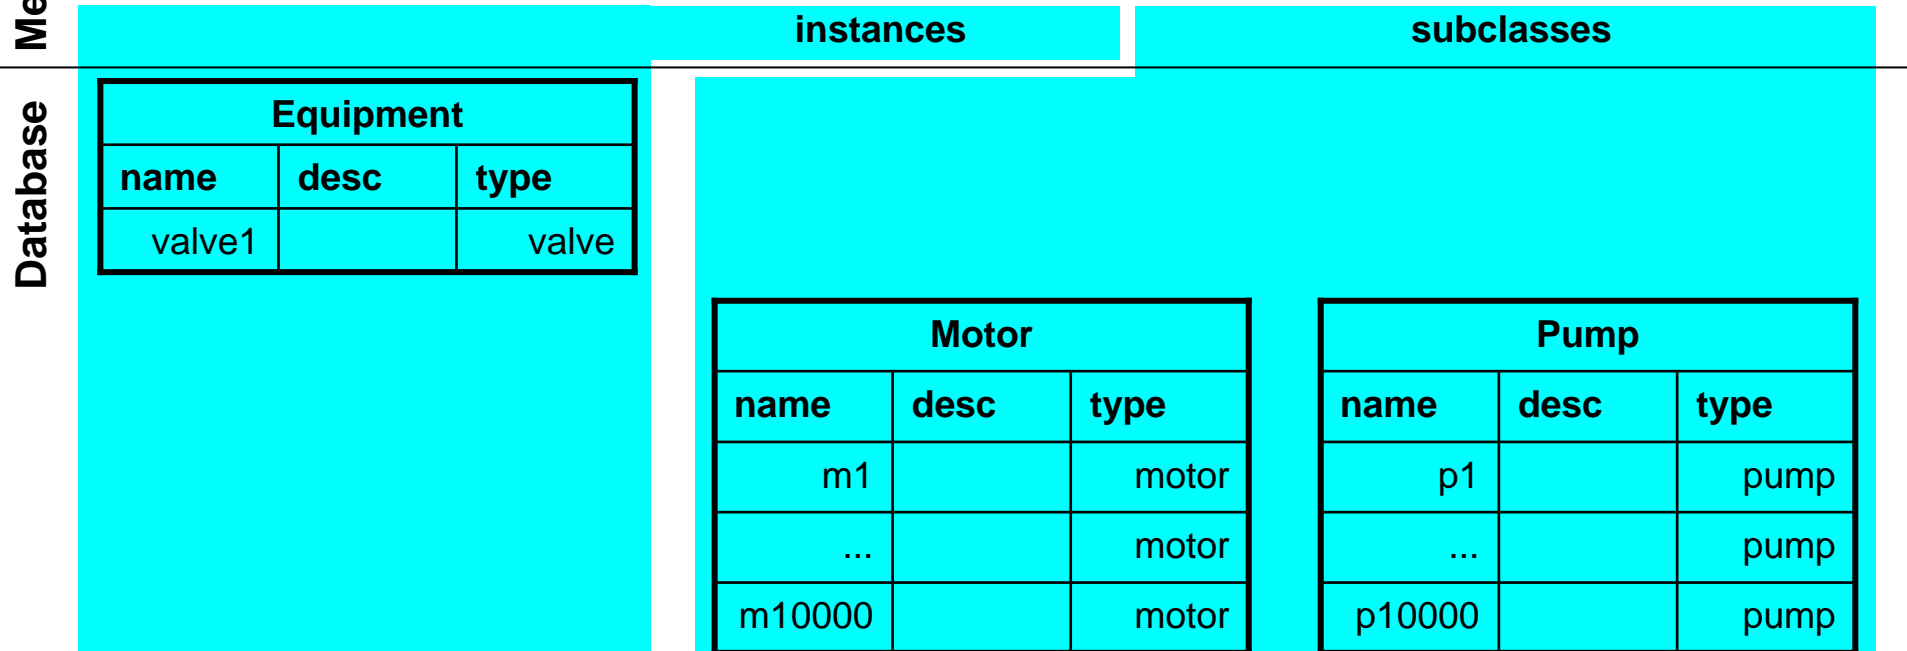 instances subclasses
Database
Equipment
name desc type
valve1 valve
Motor
name desc type
m1 motor
... motor
m10000 motor
Pump
name desc type
p1 pump
... pump
p10000 pump